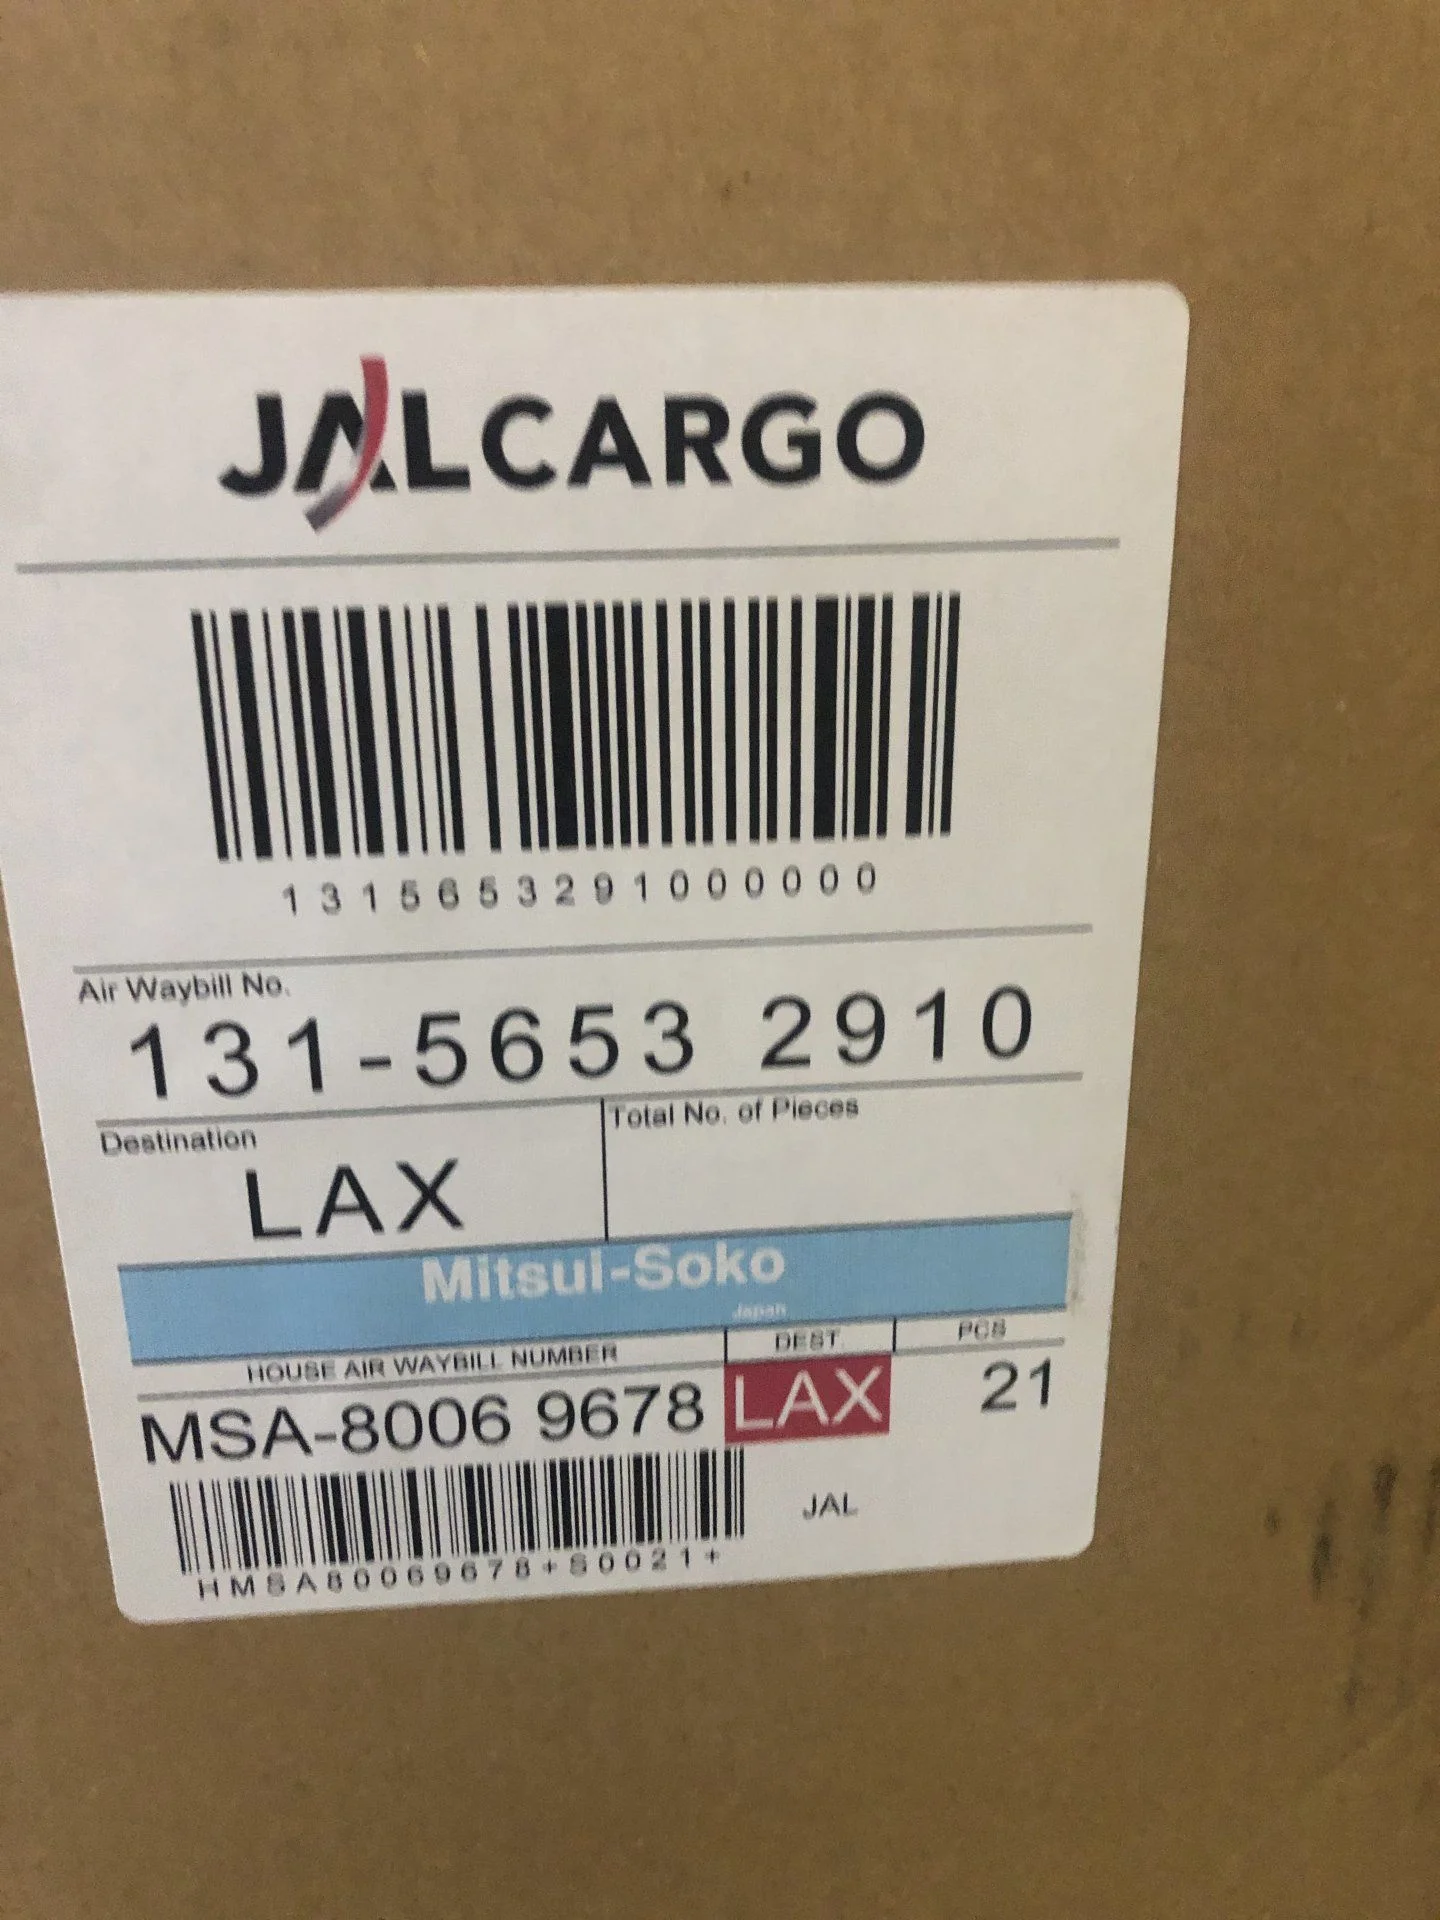 JALCARGO
1315653291000000
Air Waybill No.
131-5653 2910
Destination
Total No. of Pieces
LAX
Mitsui-Soko
Japan
HOUSE AIR WAYBILL NUMBER
DEST.
PCS
MSA-8006 9678
LAX
21
JAL
HMSA80069678+S0021+